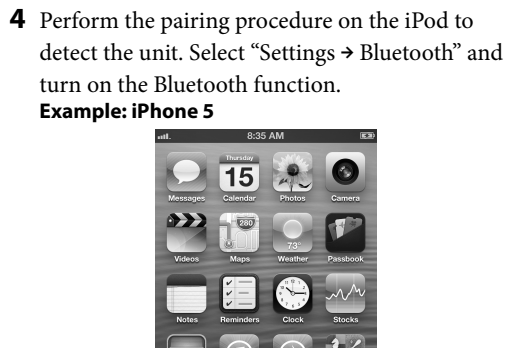 4 Perform the pairing procedure on the iPod to
detect the unit. Select “Settings → Bluetooth” and
turn on the Bluetooth function.
Example: iPhone 5
8:35 AM
Thursday
15
280
73°
Messages Calendar Photos Camera
Videos Maps Weather Passbook
Notes Reminders Clock Stocks